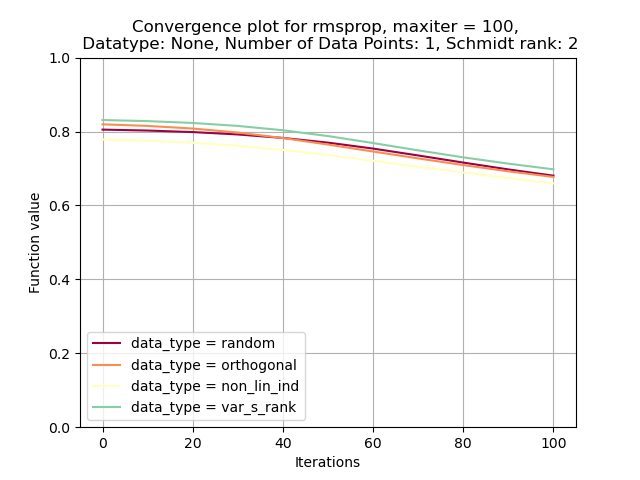 Convergence plot for rmsprop, maxiter = 100,
Datatype: None, Number of Data Points: 1, Schmidt rank: 2
1.0
0.8
0.6
0.4
0.2
0.0
Function value
data_type = random
data_type = orthogonal
data_type = non_lin_ind
data_type = var_s_rank
0 20 40 60 80 100
Iterations